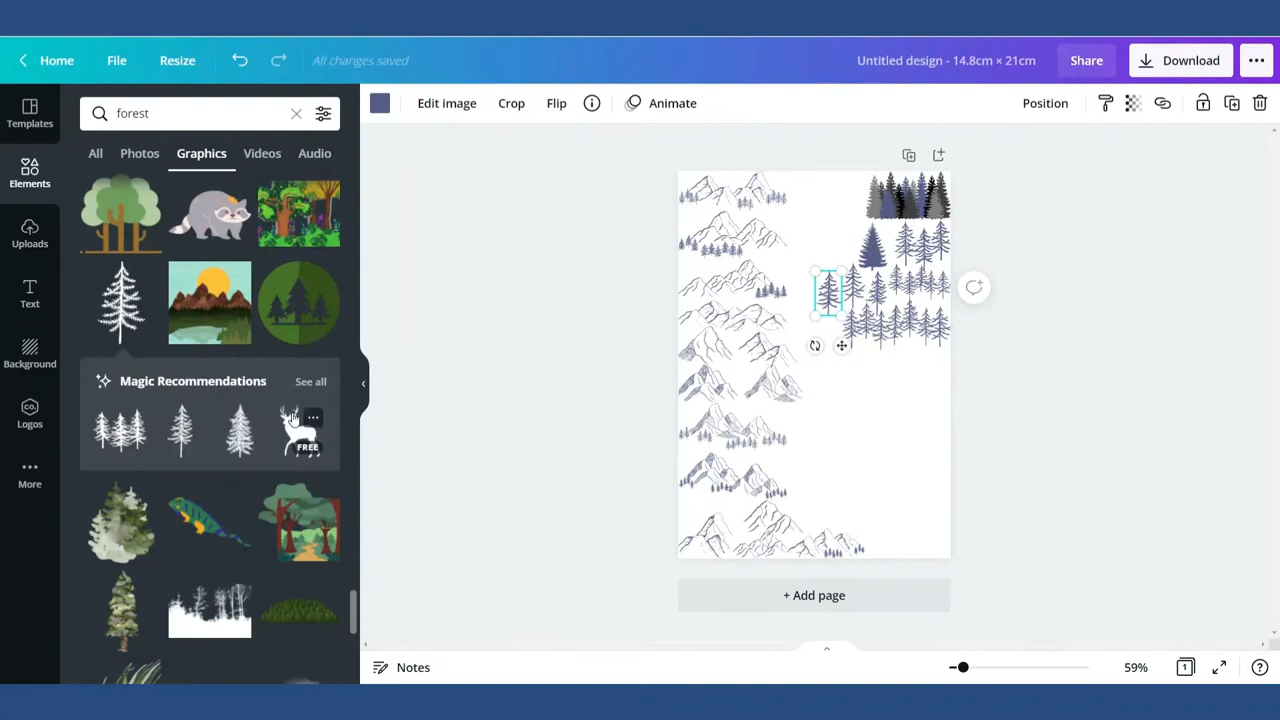 Home File Resize All changes saved Untitled design - 14.8cm × 21cm Share Download
Templates
Elements
Uploads
Text
Background
CO.
Logos
More
forest
All Photos Graphics Videos Audio
Magic Recommendations See all
FREE
Edit image Crop Flip Animate Position
+ Add page
Notes 59% 1